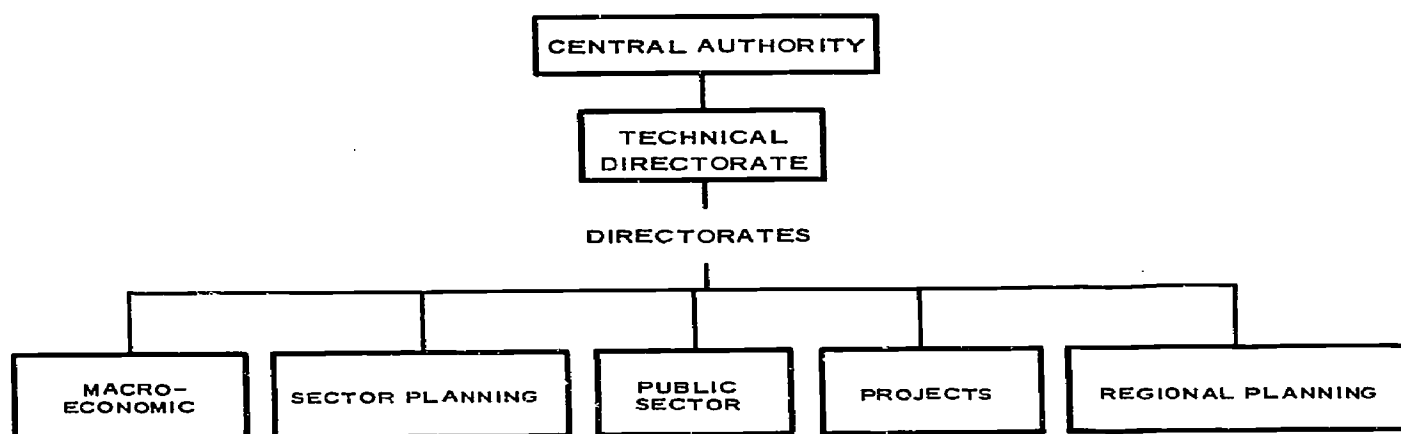 CENTRAL AUTHORITY
TECHNICAL
DIRECTORATE
DIRECTORATES
MACRO-
ECONOMIC
SECTOR PLANNING
PUBLIC
SECTOR
PROJECTS
REGIONAL PLANNING